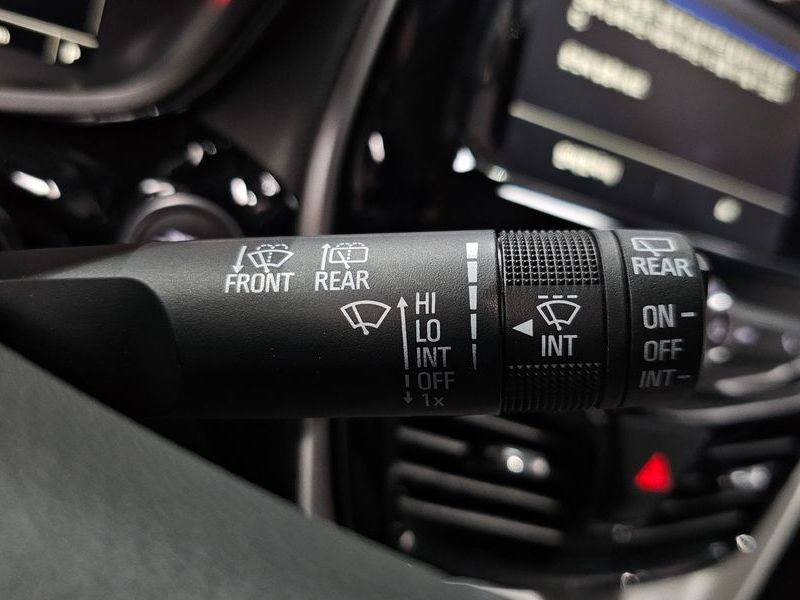 FRONT
REAR
HI
LO
INT
OFF
1x
INT
REAR
ON
OFF
INT